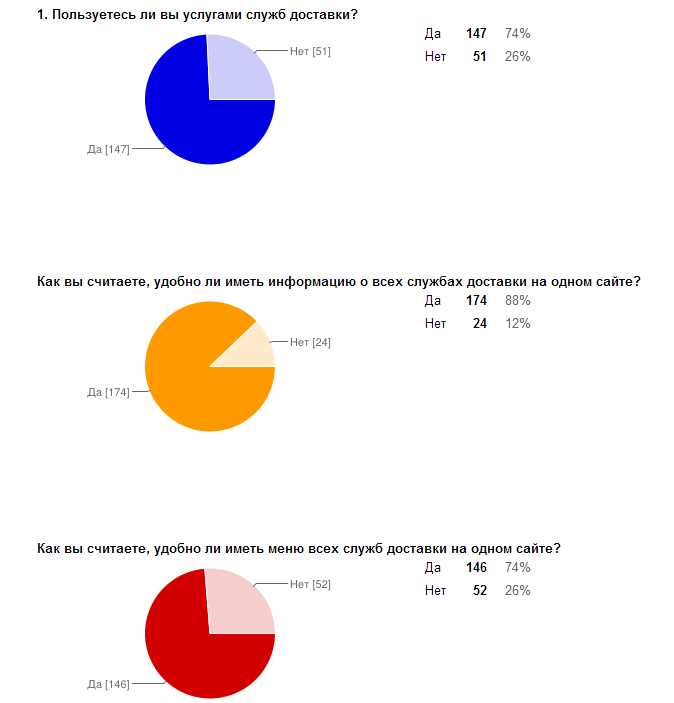 1. Пользуетесь ли вы услугами служб доставки?
Да 147 74%
Нет [51]
Нет 51 26%
Да [147]
Как вы считаете, удобно ли иметь информацию о всех службах доставки на одном сайте?
Да 174 88%
Нет 24 12%
Нет [24]
Да [174]
Как вы считаете, удобно ли иметь меню всех служб доставки на одном сайте?
Да 146 74%
Нет [52]
Нет 52 26%
Да [146]